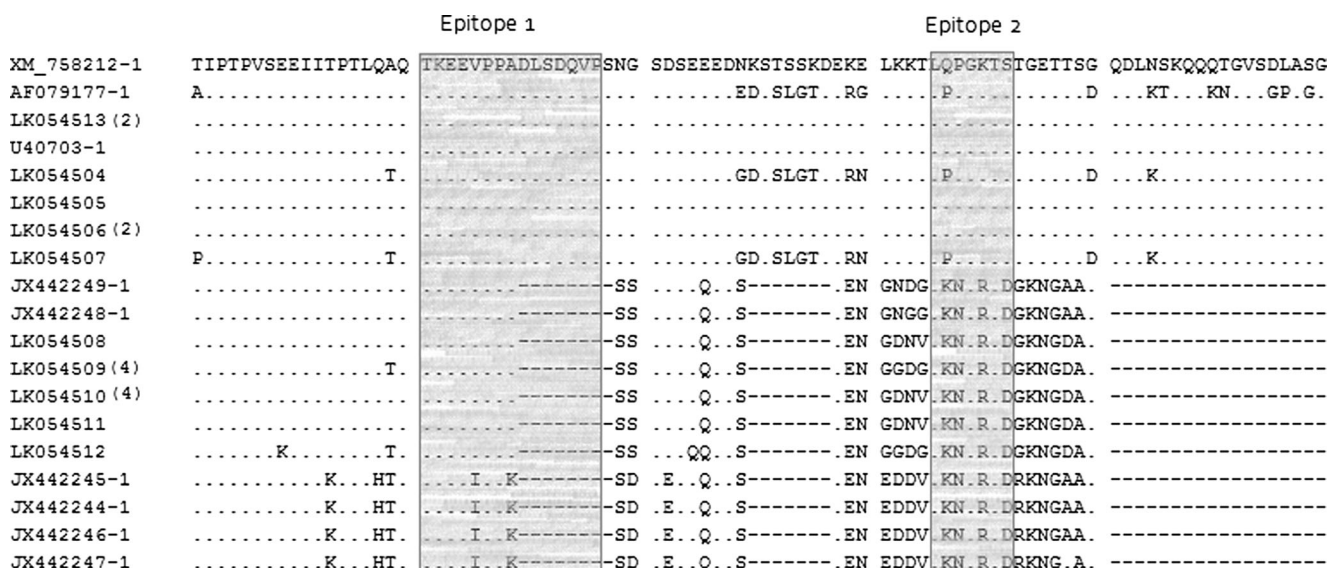 Epitope 1 Epitope 2
XM_758212-1 TIPTPVSEEIITPTLQAQ TKEEVPPADLSDQVPSNG SDSEEEDNKSTSSKDEKE LKKTLQPGKTSTGETTSG QDLNSKQQQTGVSDLASG
AF079177-1 A................. .................. .......ED.SLGT..RG .....P...........D ...KT...KN...GP.G.
LK054513(2) .................. .................. .................. .................. ..................
U40703-1 .................. .................. .................. .................. ..................
LK054504 ................T. .................. .......GD.SLGT..RN .....P...........D ...K..............
LK054505 .................. .................. .................. .................. ..................
LK054506(2) .................. .................. .................. .................. ..................
LK054507 P...............T. .................. .......GD.SLGT..RN .....P...........D ...K..............
JX442249-1 .................. ........--------SS ....Q..S-------.EN GNDG.KN.R.DGKNGAA. ------------------
JX442248-1 .................. ........--------SS ....Q..S-------.EN GNGG.KN.R.DGKNGAA. ------------------
LK054508 .................. ........--------SS ....Q..S-------.EN GDNV.KN.R.DGKNGDA. ------------------
LK054509(4) ................T. ........--------SS ....Q..S-------.EN GGDG.KN.R.DGKNGDA. ------------------
LK054510(4) .................. ........--------SS ....Q..S-------.EN GDNV.KN.R.DGKNGDA. ------------------
LK054511 .................. ........--------SS ....Q..S-------.EN GDNV.KN.R.DGKNGDA. ------------------
LK054512 .......K........T. ........--------SS ...QQ..S-------.EN GGDG.KN.R.DGKNGDA. ------------------
JX442245-1 ...........K...HT. ....I..K--------SD .E..Q..S-------.EN EDDV.KN.R.DRKNGAA. ------------------
JX442244-1 ...........K...HT. ....I..K--------SD .E..Q..S-------.EN EDDV.KN.R.DRKNGAA. ------------------
JX442246-1 ...........K...HT. ....I..K--------SD .E..Q..S-------.EN EDDV.KN.R.DRKNGAA. ------------------
JX442247-1 ...........K...HT. ....I..K--------SD .E..Q..S-------.EN EDDV.KN.R.DRKNG.A. ------------------